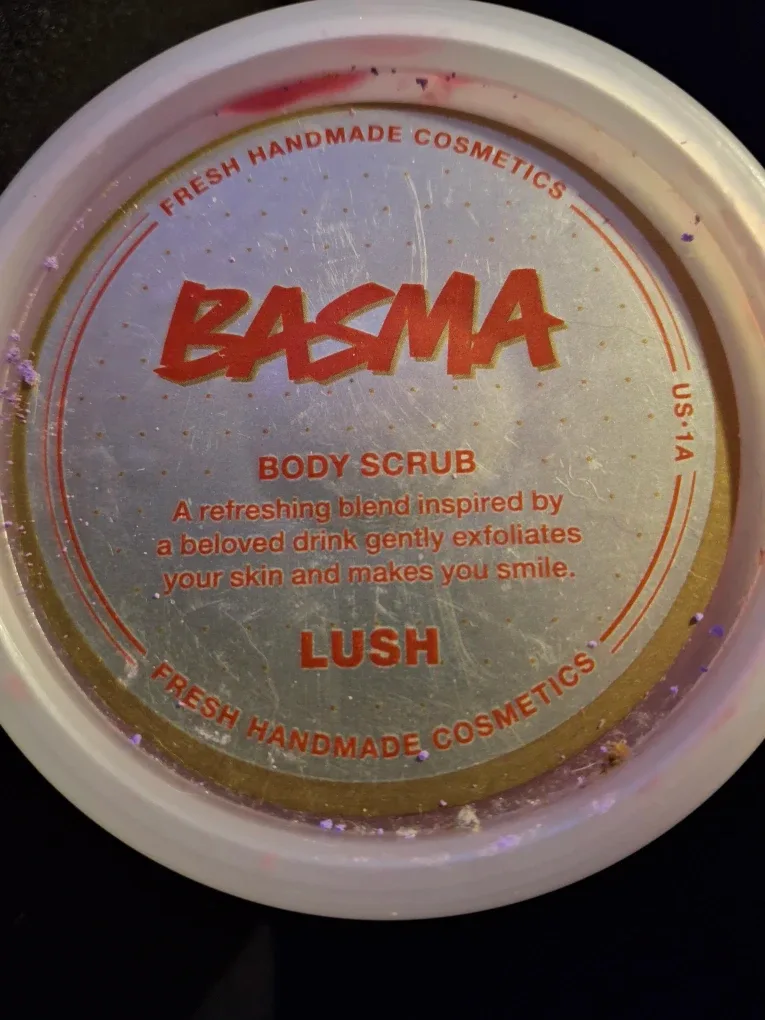 FRESH HANDMADE COSMETICS
BASMA
US•1A
BODY SCRUB
A refreshing blend inspired by
a beloved drink gently exfoliates
your skin and makes you smile.
LUSH
FRESH HANDMADE COSMETICS